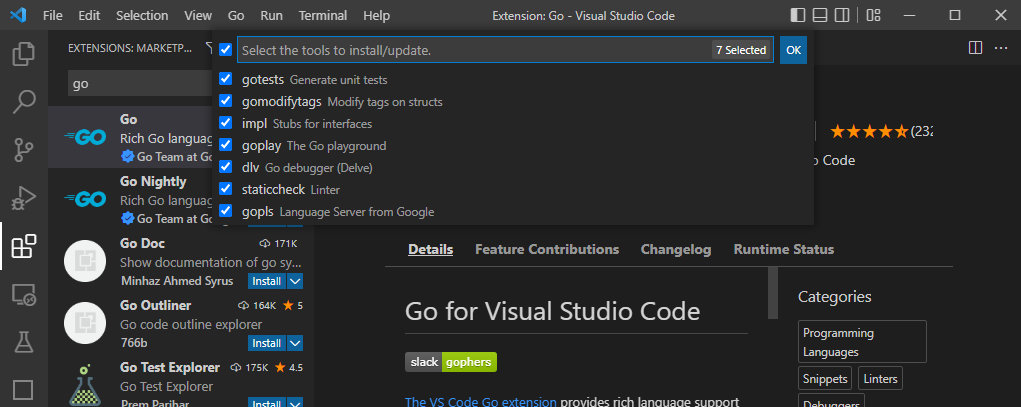 File Edit Selection View Go Run Terminal Help Extension: Go - Visual Studio Code
EXTENSIONS: MARKETP...
go
Select the tools to install/update. 7 Selected OK
gotests Generate unit tests
gomodifytags Modify tags on structs
impl Stubs for interfaces
goplay The Go playground
dlv Go debugger (Delve)
staticcheck Linter
gopls Language Server from Google
GO
Go
Rich Go languag
Go Team at Go
GO
Go Nightly
Rich Go languag
Go Team at Go
Go Doc 171K
Show documentation of go sy...
Minhaz Ahmed Syrus Install
Go Outliner 164K 5
Go code outline explorer
766b Install
Go Test Explorer 175K 4.5
Go Test Explorer
Prem Parihar Install
(232
o Code
Details Feature Contributions Changelog Runtime Status
Go for Visual Studio Code
slack gophers
The VS Code Go extension provides rich language support
Categories
Programming
Languages
Snippets Linters
Debuggers